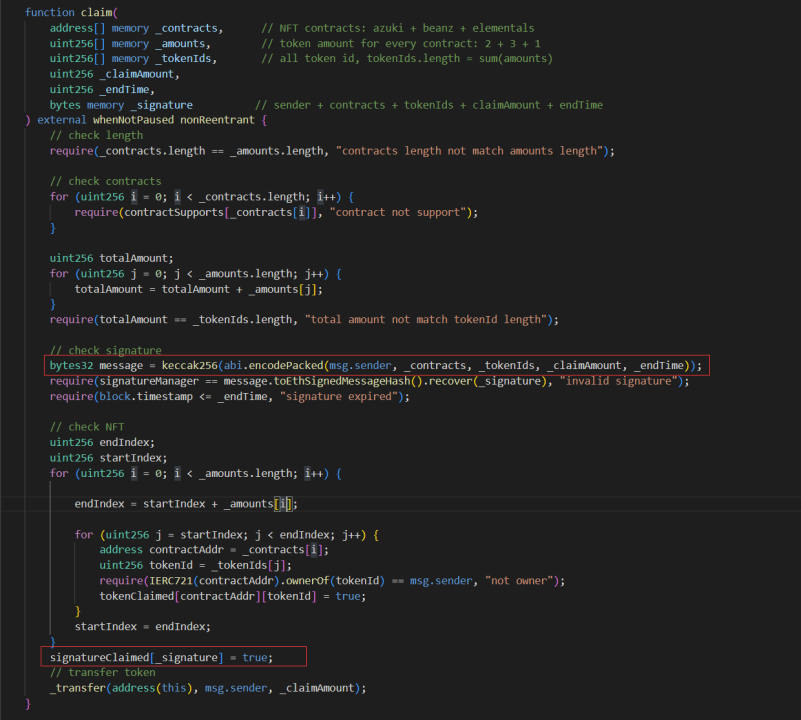 function claim(
address[] memory _contracts, // NFT contracts: azuki + beanz + elementals
uint256[] memory _amounts, // token amount for every contract: 2 + 3 + 1
uint256[] memory _tokenIds, // all token id, tokenIds.length = sum(amounts)
uint256 _claimAmount,
uint256 _endTime,
bytes memory _signature // sender + contracts + tokenIds + claimAmount + endTime
) external whenNotPaused nonReentrant {
// check length
require(_contracts.length == _amounts.length, "contracts length not match amounts length");
// check contracts
for (uint256 i = 0; i < _contracts.length; i++) {
require(contractSupports[_contracts[i]], "contract not support");
}
uint256 totalAmount;
for (uint256 j = 0; j < _amounts.length; j++) {
totalAmount = totalAmount + _amounts[j];
}
require(totalAmount == _tokenIds.length, "total amount not match tokenId length");
// check signature
bytes32 message = keccak256(abi.encodePacked(msg.sender, _contracts, _tokenIds, _claimAmount, _endTime));
require(signatureManager == message.toEthSignedMessageHash().recover(_signature), "invalid signature");
require(block.timestamp <= _endTime, "signature expired");
// check NFT
uint256 endIndex;
uint256 startIndex;
for (uint256 i = 0; i < _amounts.length; i++) {
endIndex = startIndex + _amounts[i];
for (uint256 j = startIndex; j < endIndex; j++) {
address contractAddr = _contracts[i];
uint256 tokenId = _tokenIds[j];
require(IERC721(contractAddr).ownerOf(tokenId) == msg.sender, "not owner");
tokenClaimed[contractAddr][tokenId] = true;
}
startIndex = endIndex;
}
signatureClaimed[_signature] = true;
// transfer token
_transfer(address(this), msg.sender, _claimAmount);
}